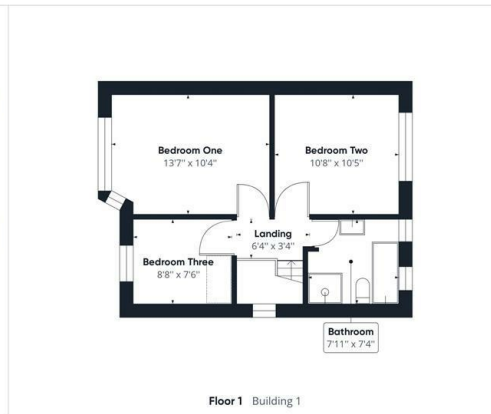 Bedroom One
13'7" x 10'4"
Bedroom Two
10'8" x 10'5"
Landing
6'4" x 3'4"
Bedroom Three
8'8" x 7'6"
Bathroom
7'11" x 7'4"
Floor 1 Building 1